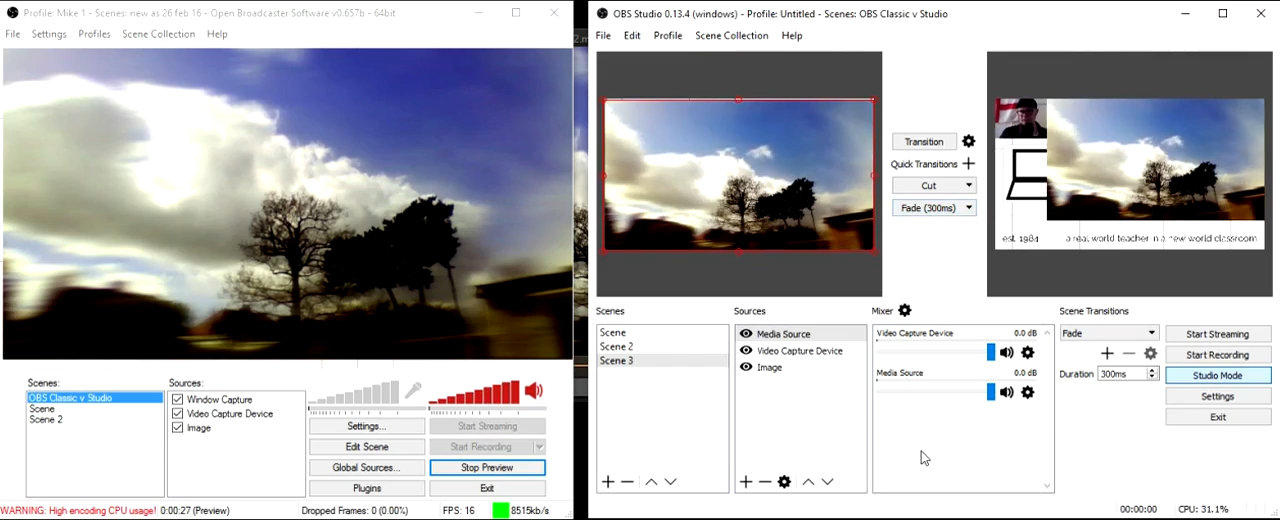 Profile: Mike 1 - Scenes: new as 26 feb 16 - Open Broadcaster Software v0.657b - 64bit
File Settings Profiles Scene Collection Help
Scenes:
OBS Classic v Studio
Scene
Scene 2
Sources:
Window Capture
Video Capture Device
Image
Settings...
Start Streaming
Edit Scene
Start Recording
Global Sources...
Stop Preview
Plugins
Exit
WARNING: High encoding CPU usage! 0:00:27 (Preview)
Dropped Frames: 0 (0.00%)
FPS: 16
8515kb/s
OBS Studio 0.13.4 (windows) - Profile: Untitled - Scenes: OBS Classic v Studio
File Edit Profile Scene Collection Help
Transition
Quick Transitions
Cut
Fade (300ms)
est. 1984 a real world teacher in a new world classroom
Scenes
Scene
Scene 2
Scene 3
Sources
Media Source
Video Capture Device
Image
Mixer
Video Capture Device 0.0 dB
Media Source 0.0 dB
Scene Transitions
Fade
Duration 300ms
Start Streaming
Start Recording
Studio Mode
Settings
Exit
00:00:00
CPU: 31.1%